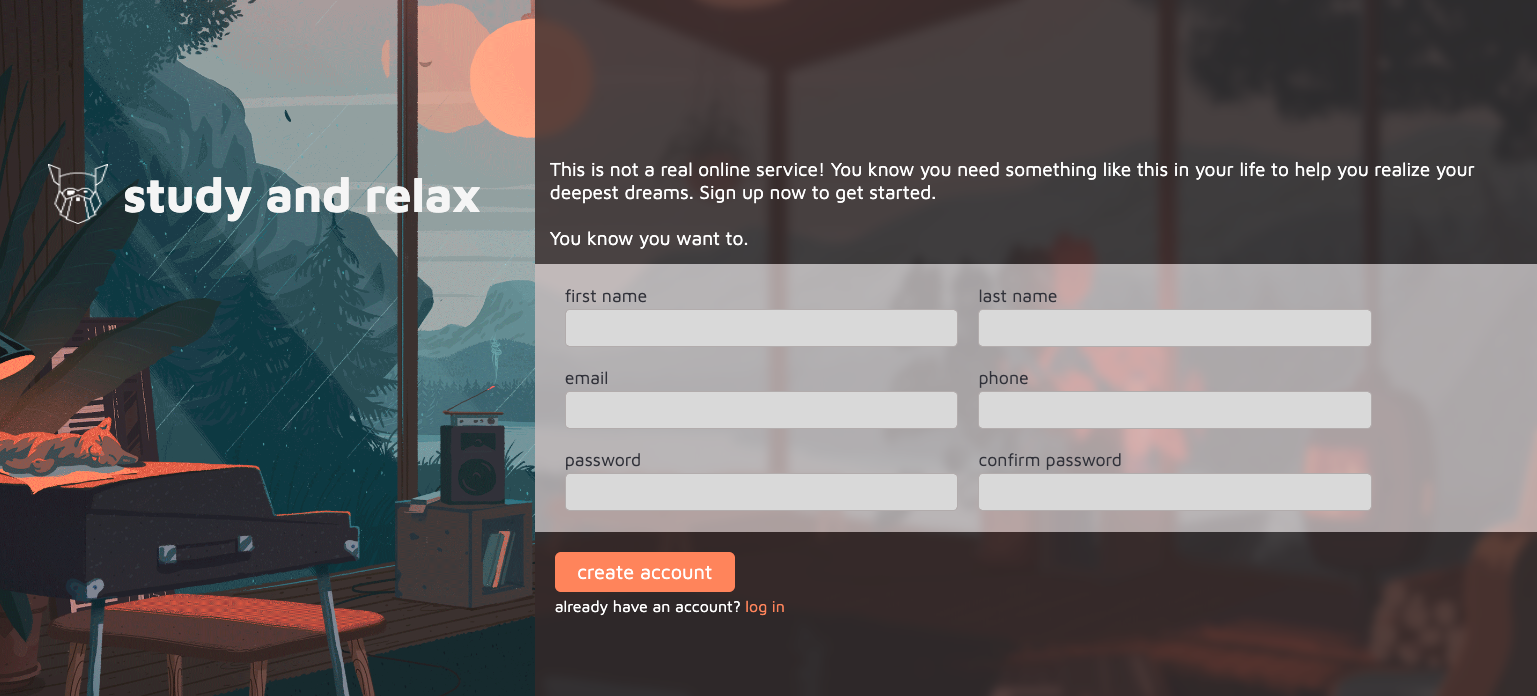 study and relax
This is not a real online service! You know you need something like this in your life to help you realize your
deepest dreams. Sign up now to get started.
You know you want to.
first name
last name
email
phone
password
confirm password
create account
already have an account? log in